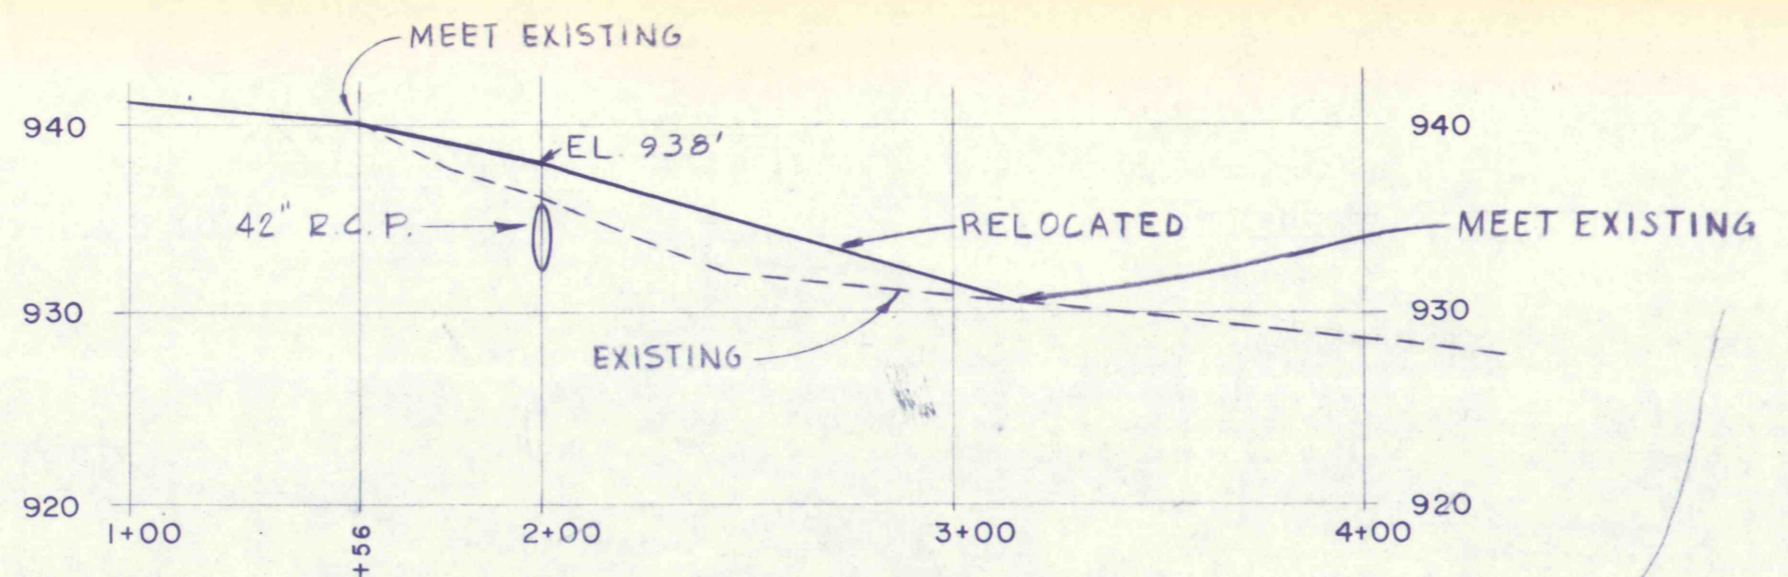 MEET EXISTING
940 940
EL. 938'
42" R.C.P. RELOCATED MEET EXISTING
930 930
EXISTING
920 920
1+00 2+00 3+00 4+00
+56